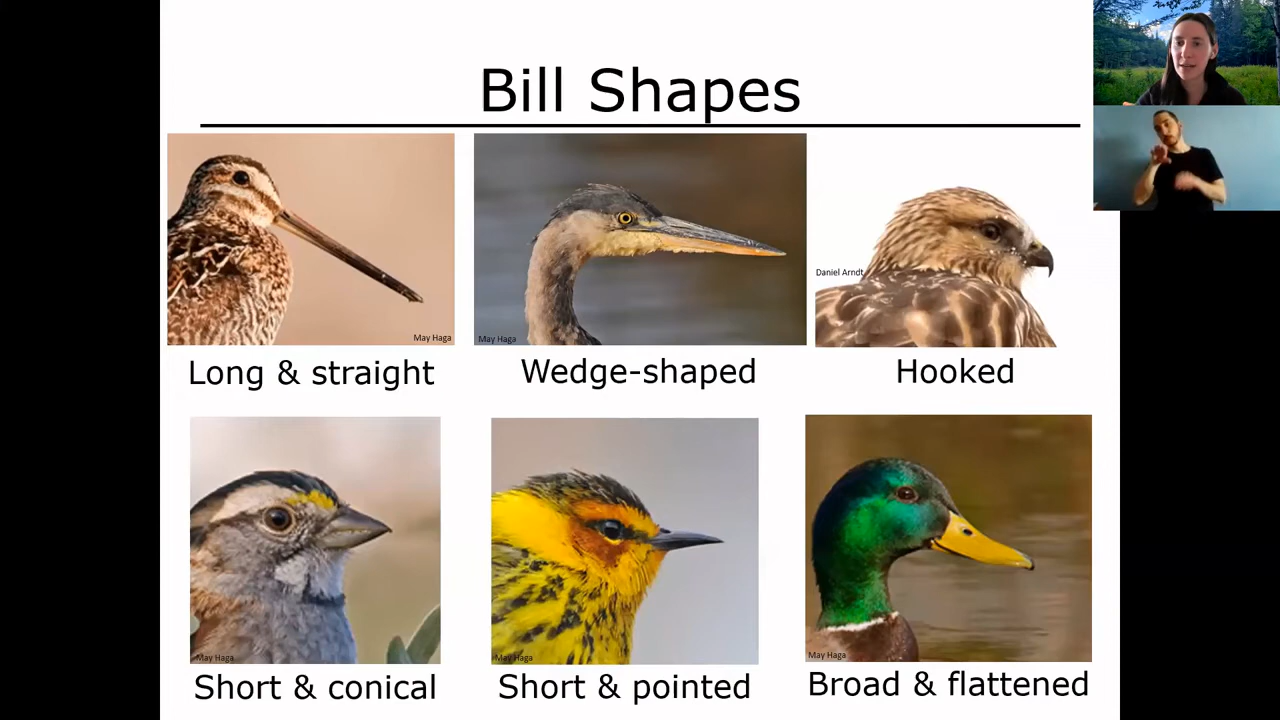 Bill Shapes
May Haga
May Haga
Daniel Arndt
Long & straight
Wedge-shaped
Hooked
May Haga
May Haga
May Haga
Short & conical
Short & pointed
Broad & flattened